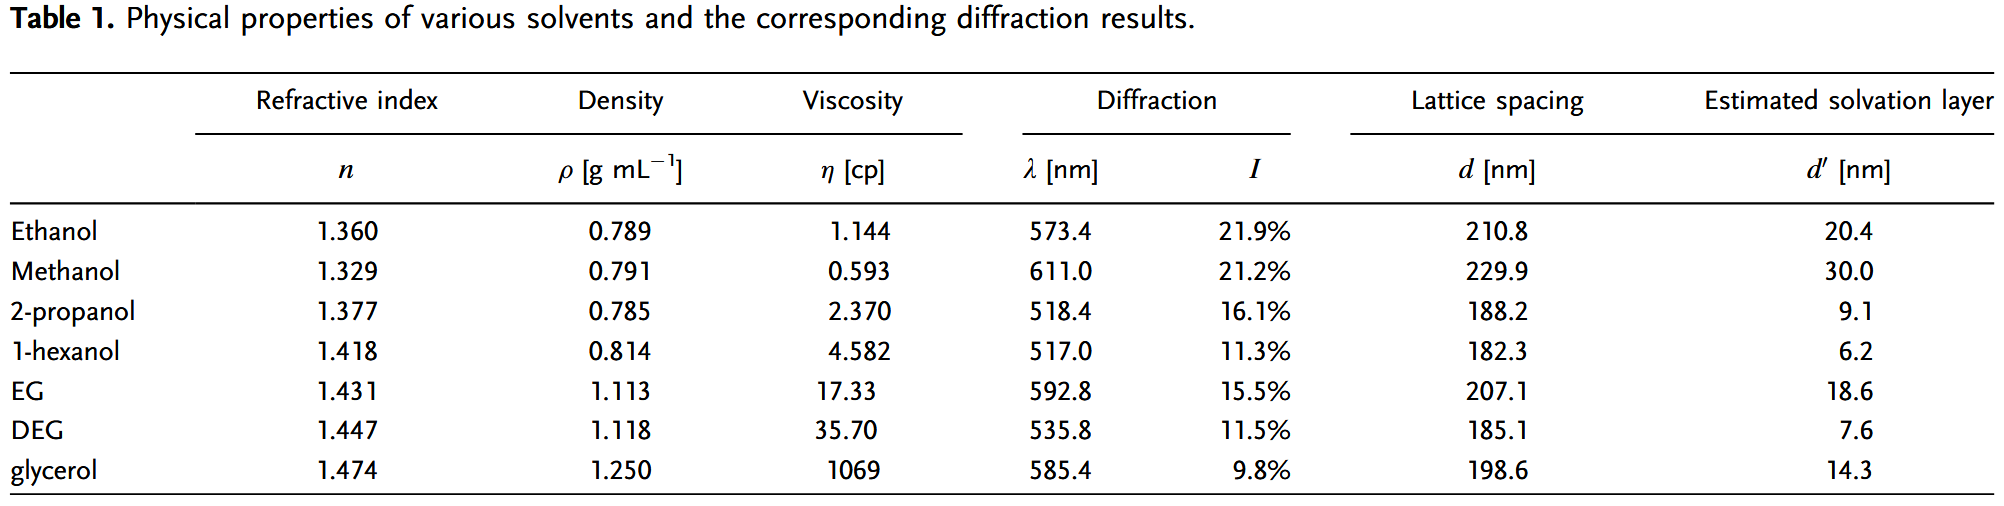 Table 1. Physical properties of various solvents and the corresponding diffraction results.
Refractive index Density Viscosity Diffraction Lattice spacing Estimated solvation layer
n ρ [g mL⁻¹] η [cp] λ [nm] I d [nm] d′ [nm]
Ethanol 1.360 0.789 1.144 573.4 21.9% 210.8 20.4
Methanol 1.329 0.791 0.593 611.0 21.2% 229.9 30.0
2-propanol 1.377 0.785 2.370 518.4 16.1% 188.2 9.1
1-hexanol 1.418 0.814 4.582 517.0 11.3% 182.3 6.2
EG 1.431 1.113 17.33 592.8 15.5% 207.1 18.6
DEG 1.447 1.118 35.70 535.8 11.5% 185.1 7.6
glycerol 1.474 1.250 1069 585.4 9.8% 198.6 14.3